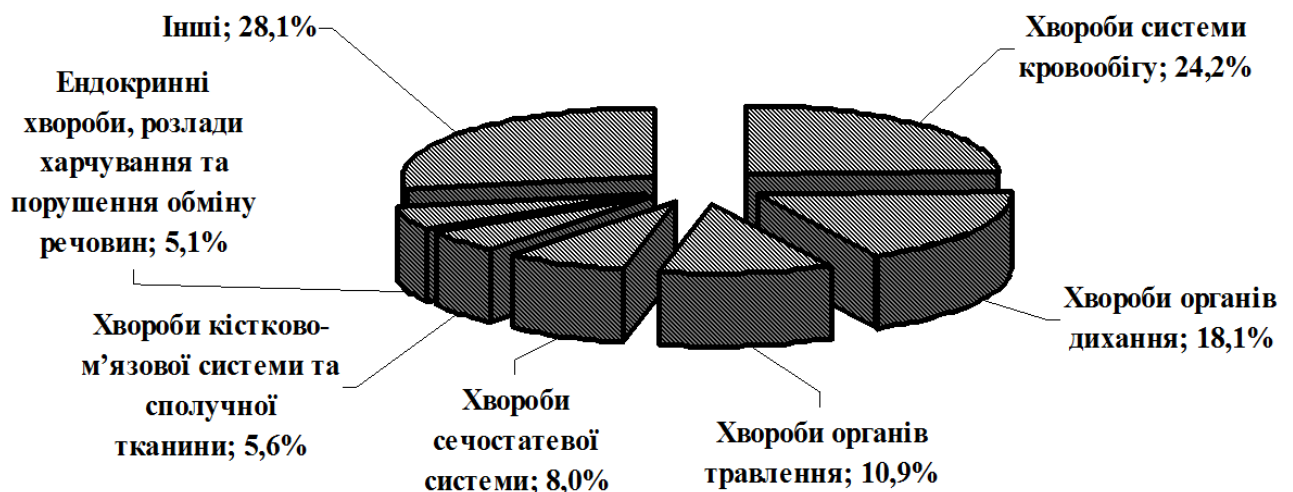 Інші; 28,1%
Хвороби системи
кровообігу; 24,2%
Ендокринні
хвороби, розлади
харчування та
порушення обміну
речовин; 5,1%
Хвороби органів
дихання; 18,1%
Хвороби кістково-
м’язової системи та
сполучної
тканини; 5,6%
Хвороби
сечостатевої
системи; 8,0%
Хвороби органів
травлення; 10,9%